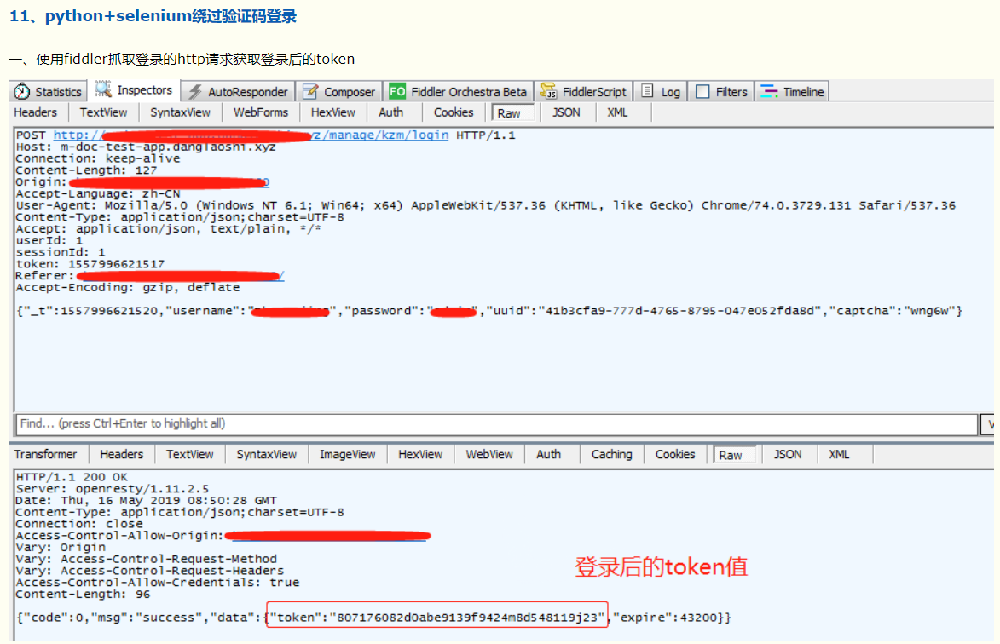 11、python+selenium绕过验证码登录
一、使用fiddler抓取登录的http请求获取登录后的token
Statistics Inspectors AutoResponder Composer FO Fiddler Orchestra Beta FiddlerScript Log Filters Timeline
Headers TextView SyntaxView WebForms HexView Auth Cookies Raw JSON XML
POST http:// yz/manage/kzm/login HTTP/1.1
Host: m-doc-test-app.danglaoshi.xyz
Connection: keep-alive
Content-Length: 127
Origin:
Accept-Language: zh-CN
User-Agent: Mozilla/5.0 (Windows NT 6.1; Win64; x64) AppleWebKit/537.36 (KHTML, like Gecko) Chrome/74.0.3729.131 Safari/537.36
Content-Type: application/json;charset=UTF-8
Accept: application/json, text/plain, */*
userId: 1
sessionId: 1
token: 1557996621517
Referer: /
Accept-Encoding: gzip, deflate
{"_t":1557996621520,"username":" ","password":" ","uuid":"41b3cfa9-777d-4765-8795-047e052fda8d","captcha":"wng6w"}
Find... (press Ctrl+Enter to highlight all)
Transformer Headers TextView SyntaxView ImageView HexView WebView Auth Caching Cookies Raw JSON XML
HTTP/1.1 200 OK
Server: openresty/1.11.2.5
Date: Thu, 16 May 2019 08:50:28 GMT
Content-Type: application/json;charset=UTF-8
Connection: close
Access-Control-Allow-Origin:
Vary: Origin
Vary: Access-Control-Request-Method
登录后的token值
Vary: Access-Control-Request-Headers
Access-Control-Allow-Credentials: true
Content-Length: 96
{"code":0,"msg":"success","data":{"token":"807176082d0abe9139f9424m8d548119j23","expire":43200}}